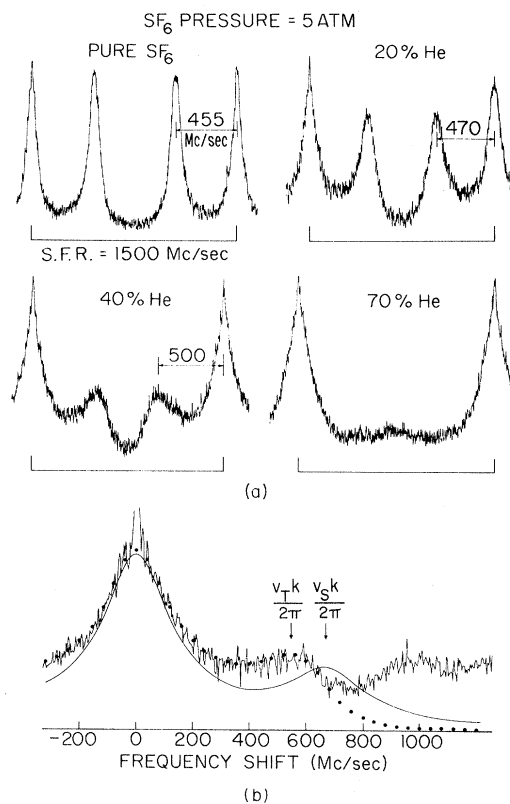 SF6 PRESSURE = 5 ATM
PURE SF6
20% He
455
Mc/sec
470
S.F.R. = 1500 Mc/sec
40% He
70% He
500
(a)
vTk
2π
vSk
2π
-200 0 200 400 600 800 1000
FREQUENCY SHIFT (Mc/sec)
(b)